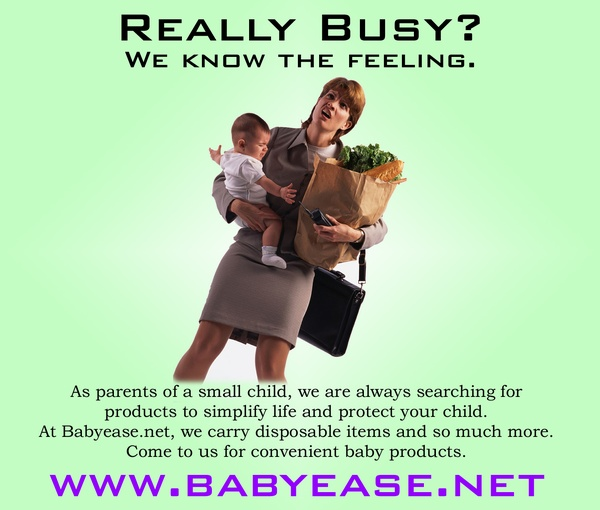 Really Busy?
We know the feeling.
As parents of a small child, we are always searching for
products to simplify life and protect your child.
At Babyease.net, we carry disposable items and so much more.
Come to us for convenient baby products.
www.babyease.net